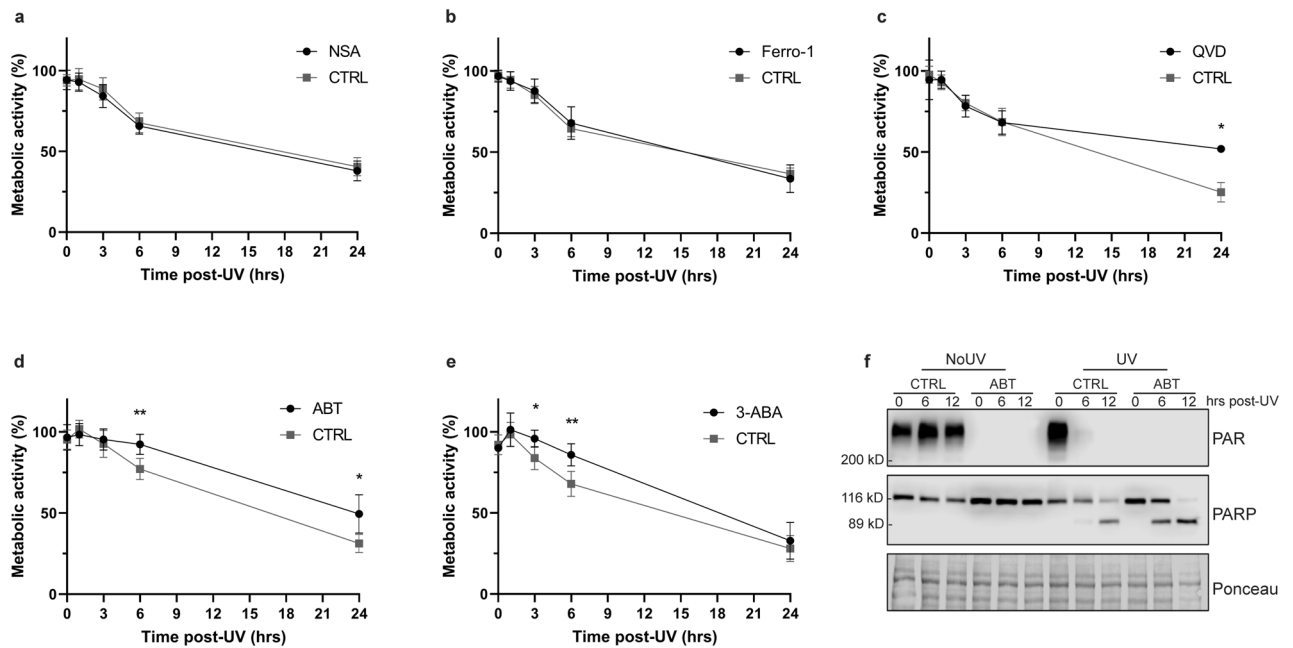 a
NSA
CTRL
Metabolic activity (%)
100
50
0
0 3 6 9 12 15 18 21 24
Time post-UV (hrs)
b
Ferro-1
CTRL
Metabolic activity (%)
100
50
0
0 3 6 9 12 15 18 21 24
Time post-UV (hrs)
c
QVD
CTRL
Metabolic activity (%)
100
50
0
*
0 3 6 9 12 15 18 21 24
Time post-UV (hrs)
d
ABT
CTRL
Metabolic activity (%)
100
50
0
**
*
0 3 6 9 12 15 18 21 24
Time post-UV (hrs)
e
3-ABA
CTRL
Metabolic activity (%)
100
50
0
*
**
0 3 6 9 12 15 18 21 24
Time post-UV (hrs)
f
NoUV UV
CTRL ABT CTRL ABT
0 6 12 0 6 12 0 6 12 0 6 12 hrs post-UV
PAR
200 kD
116 kD
PARP
89 kD
Ponceau